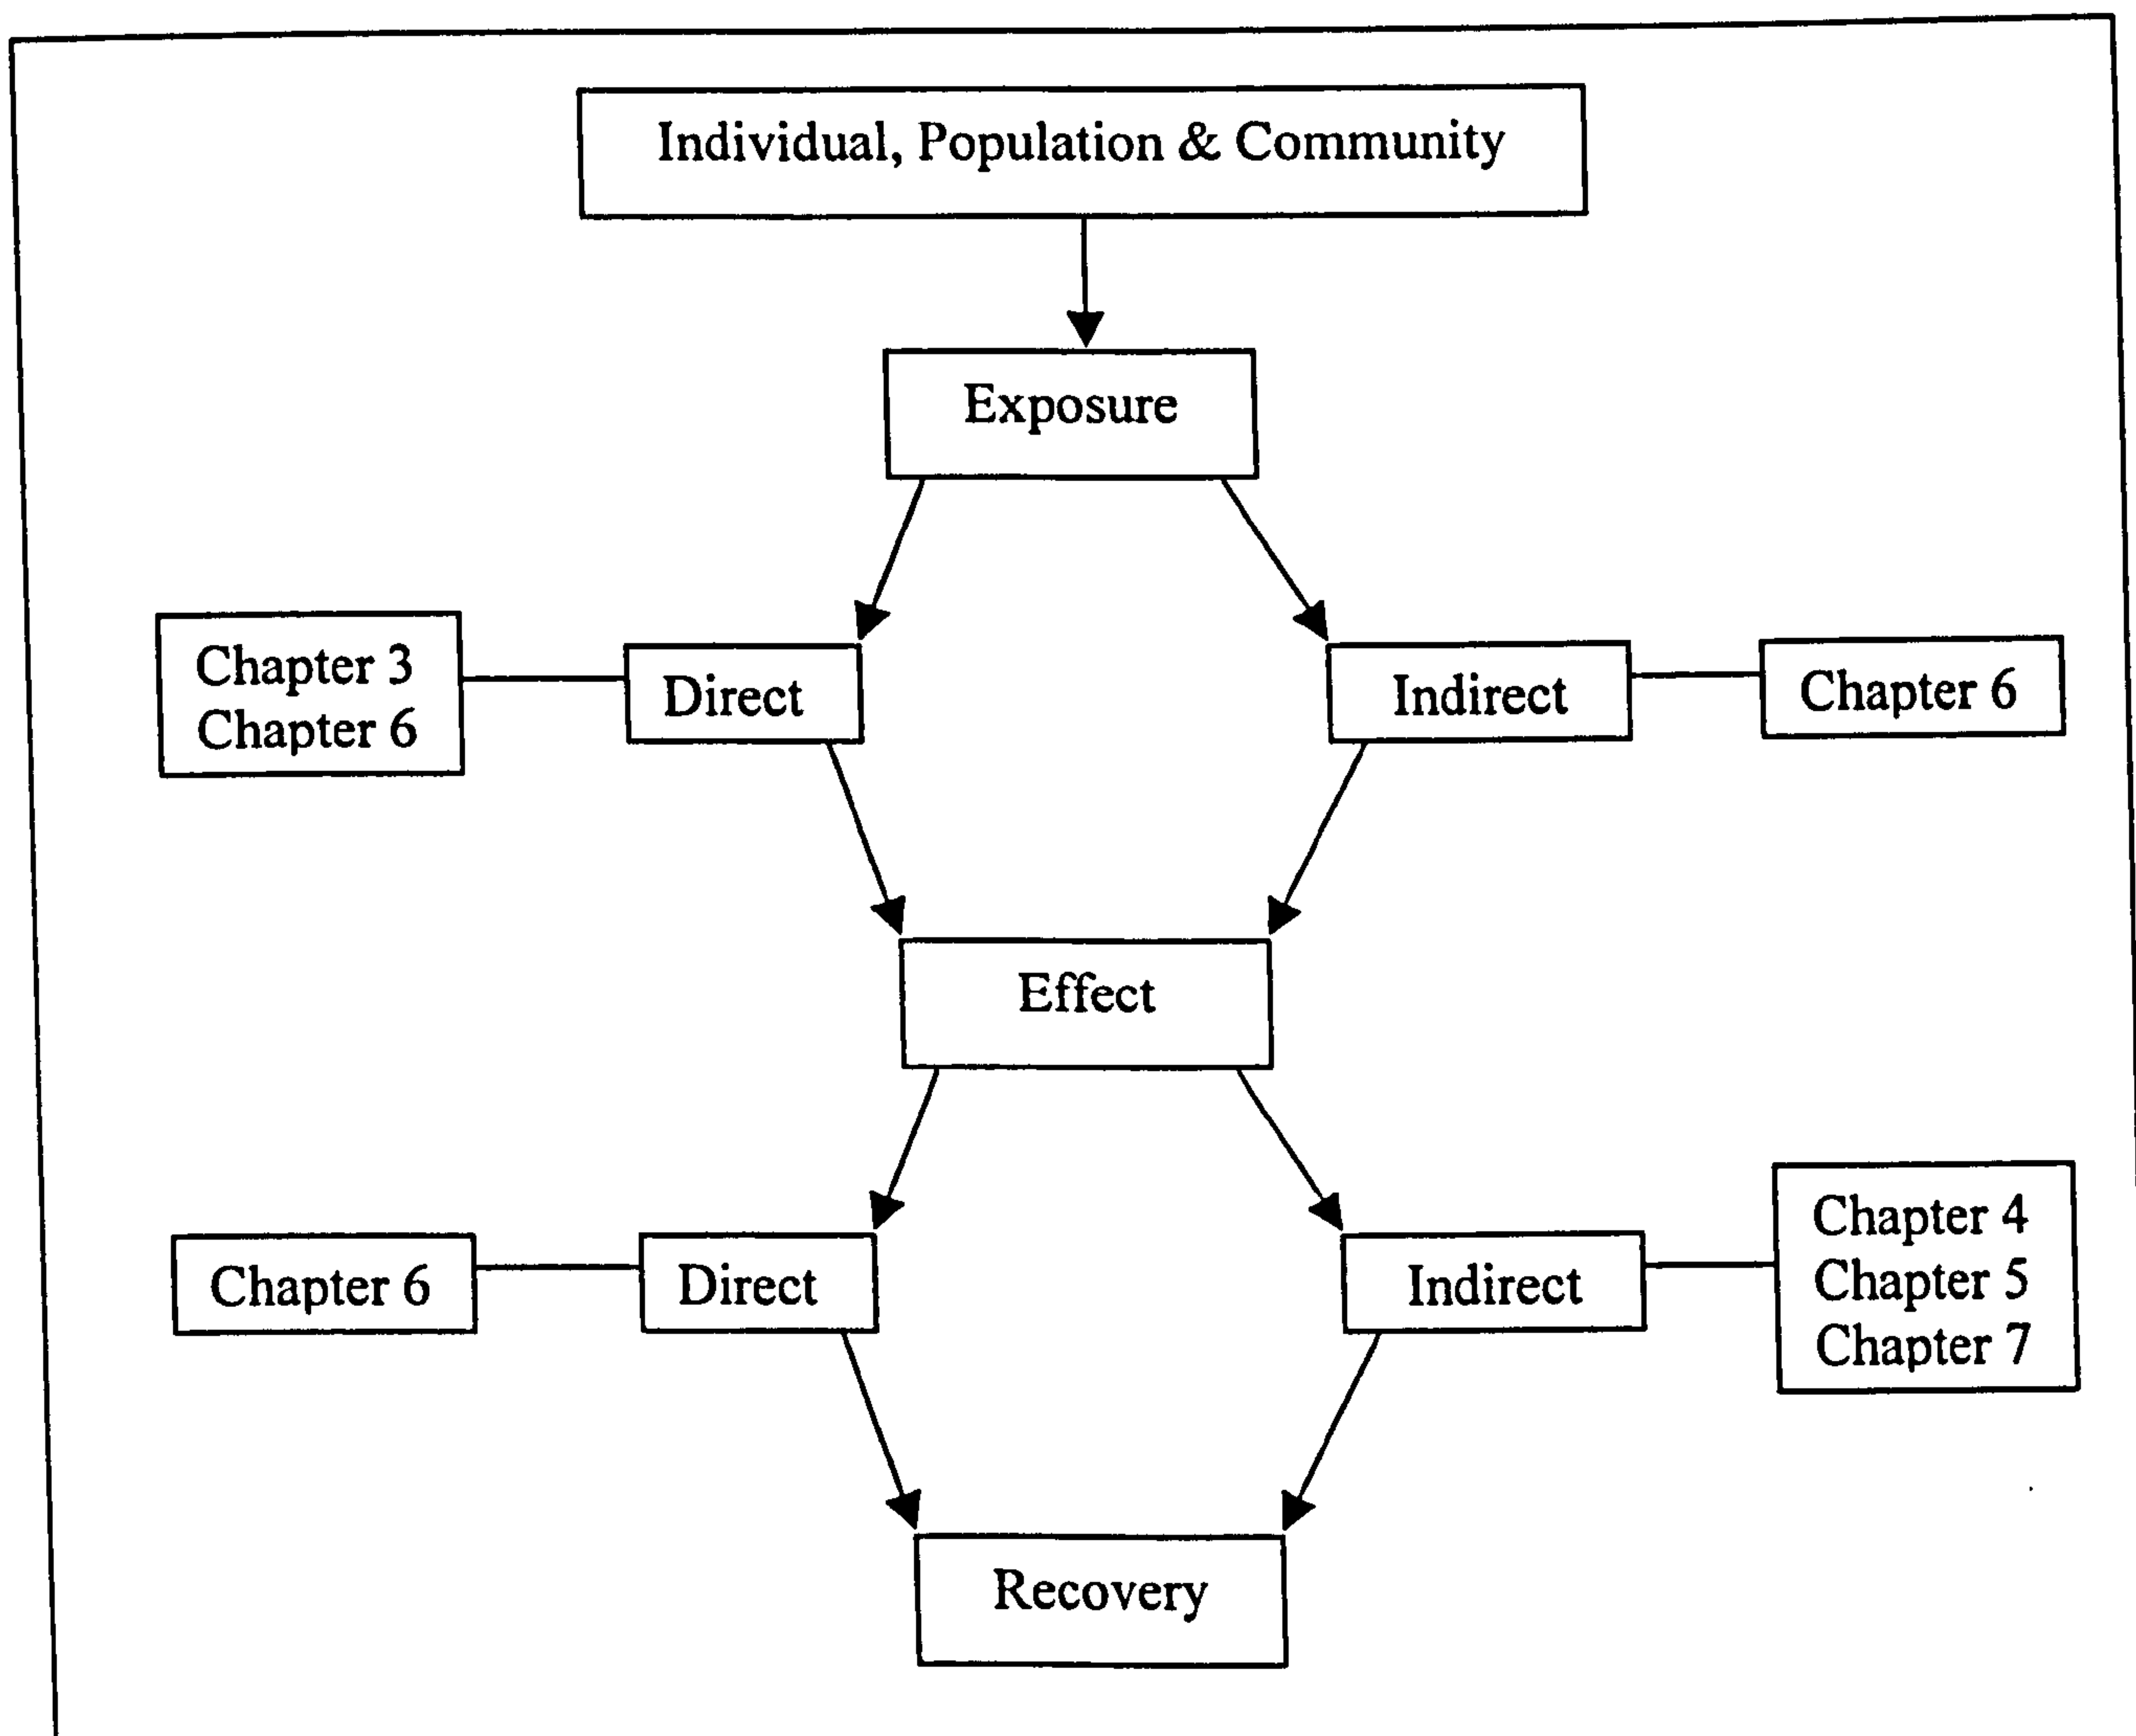 Individual, Population & Community
Exposure
Chapter 3
Chapter 6
Direct
Indirect
Chapter 6
Effect
Chapter 6
Direct
Indirect
Chapter 4
Chapter 5
Chapter 7
Recovery